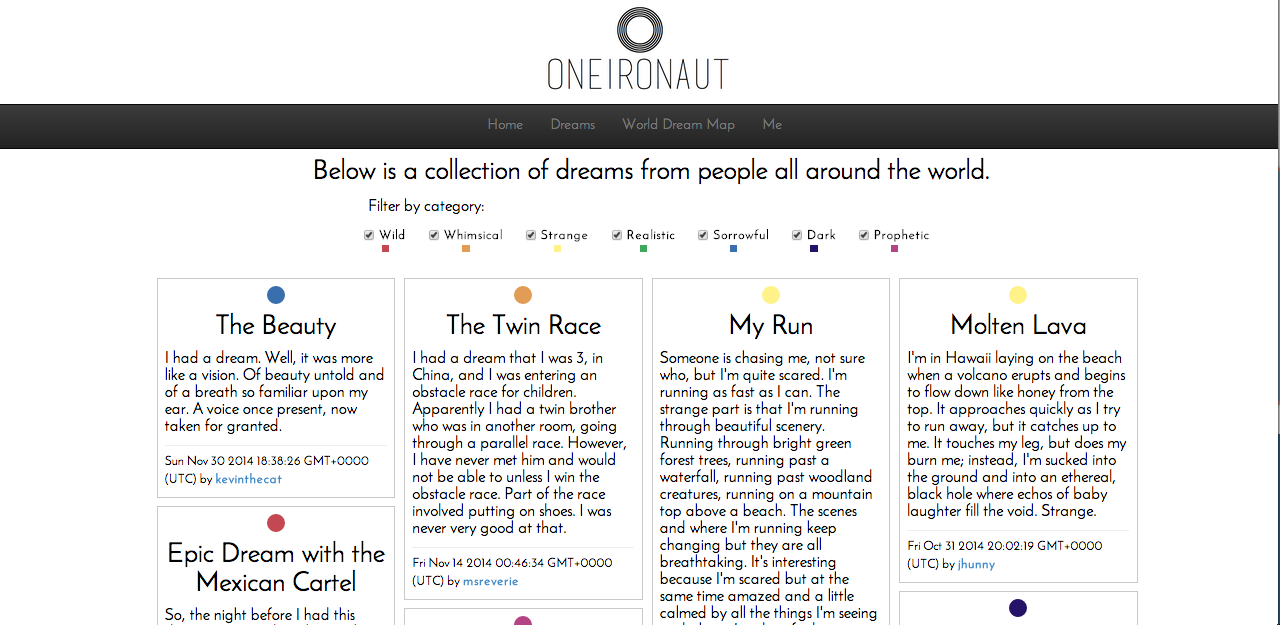 ONEIRONAUT
Home Dreams World Dream Map Me
Below is a collection of dreams from people all around the world.
Filter by category:
Wild Whimsical Strange Realistic Sorrowful Dark Prophetic
The Beauty
I had a dream. Well, it was more
like a vision. Of beauty untold and
of a breath so familiar upon my
ear. A voice once present, now
taken for granted.
Sun Nov 30 2014 18:38:26 GMT+0000
(UTC) by kevinthecat
Epic Dream with the
Mexican Cartel
So, the night before I had this
The Twin Race
I had a dream that I was 3, in
China, and I was entering an
obstacle race for children.
Apparently I had a twin brother
who was in another room, going
through a parallel race. However,
I have never met him and would
not be able to unless I win the
obstacle race. Part of the race
involved putting on shoes. I was
never very good at that.
Fri Nov 14 2014 00:46:34 GMT+0000
(UTC) by msreverie
My Run
Someone is chasing me, not sure
who, but I'm quite scared. I'm
running as fast as I can. The
strange part is that I'm running
through beautiful scenery.
Running through bright green
forest trees, running past a
waterfall, running past woodland
creatures, running on a mountain
top above a beach. The scenes
and where I'm running keep
changing but they are all
breathtaking. It's interesting
because I'm scared but at the
same time amazed and a little
calmed by all the things I'm seeing
Molten Lava
I'm in Hawaii laying on the beach
when a volcano erupts and begins
to flow down like honey from the
top. It approaches quickly as I try
to run away, but it catches up to
me. It touches my leg, but does my
burn me; instead, I'm sucked into
the ground and into an ethereal,
black hole where echos of baby
laughter fill the void. Strange.
Fri Oct 31 2014 20:02:19 GMT+0000
(UTC) by jhunny